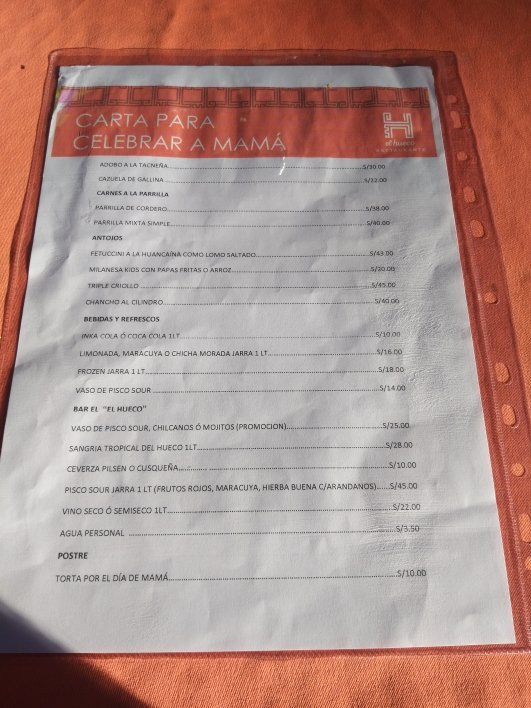 CARTA PARA
CELEBRAR A MAMÁ
el hueco
RESTAURANTE
ADOBO A LA TACNEÑA S/30.00
CAZUELA DE GALLINA S/22.00
CARNES A LA PARRILLA
PARRILLA DE CORDERO S/38.00
PARRILLA MIXTA SIMPLE S/40.00
ANTOJOS
FETUCCINI A LA HUANCAÍNA COMO LOMO SALTADO S/43.00
MILANESA KIDS CON PAPAS FRITAS O ARROZ S/20.00
TRIPLE CRIOLLO S/45.00
CHANCHO AL CILINDRO S/40.00
BEBIDAS Y REFRESCOS
INKA COLA Ó COCA COLA 1LT S/10.00
LIMONADA, MARACUYA O CHICHA MORADA JARRA 1 LT S/16.00
FROZEN JARRA 1 LT S/18.00
VASO DE PISCO SOUR S/14.00
BAR EL "EL HUECO"
VASO DE PISCO SOUR, CHILCANOS Ó MOJITOS (PROMOCION) S/25.00
SANGRIA TROPICAL DEL HUECO 1LT S/28.00
CEVERZA PILSEN O CUSQUEÑA S/10.00
PISCO SOUR JARRA 1 LT (FRUTOS ROJOS, MARACUYA, HIERBA BUENA C/ARANDANOS) S/45.00
VINO SECO Ó SEMISECO 1LT S/22.00
AGUA PERSONAL S/3.50
POSTRE
TORTA POR EL DÍA DE MAMÁ S/10.00